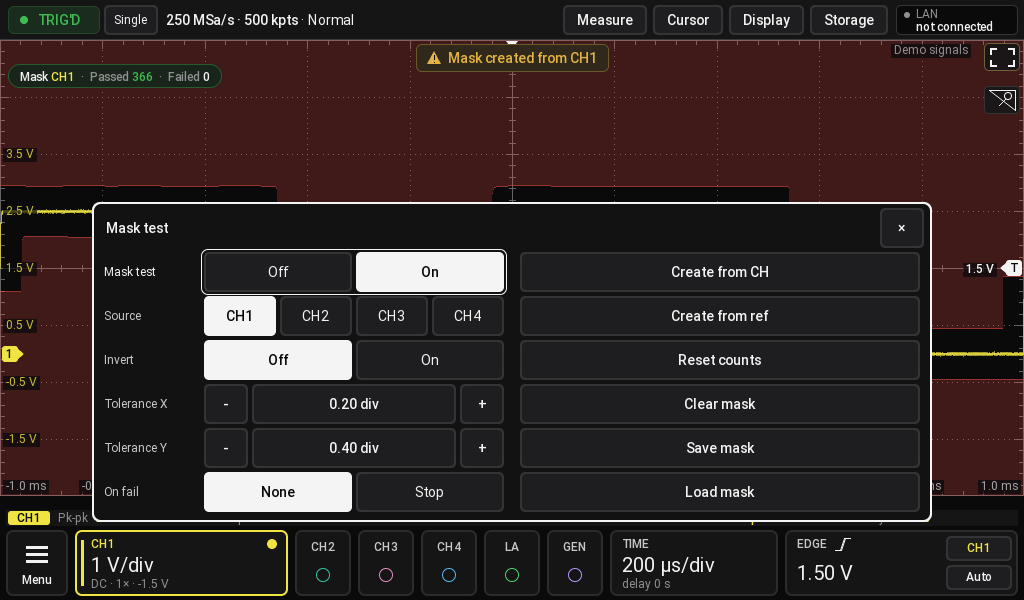 TRIG'D
Single
250 MSa/s · 500 kpts · Normal
Measure
Cursor
Display
Storage
LAN
not connected
Mask created from CH1
Demo signals
Mask CH1 · Passed 366 · Failed 0
3.5 V
2.5 V
1.5 V
0.5 V
-0.5 V
-1.5 V
1.5 V
T
1
Mask test
×
Mask test
Off
On
Create from CH
Source
CH1
CH2
CH3
CH4
Create from ref
Invert
Off
On
Reset counts
Tolerance X
-
0.20 div
+
Clear mask
Tolerance Y
-
0.40 div
+
Save mask
On fail
None
Stop
Load mask
-1.0 ms
1.0 ms
CH1
Pk-pk
Menu
CH1
1 V/div
DC · 1× · -1.5 V
CH2
CH3
CH4
LA
GEN
TIME
200 µs/div
delay 0 s
EDGE
1.50 V
CH1
Auto